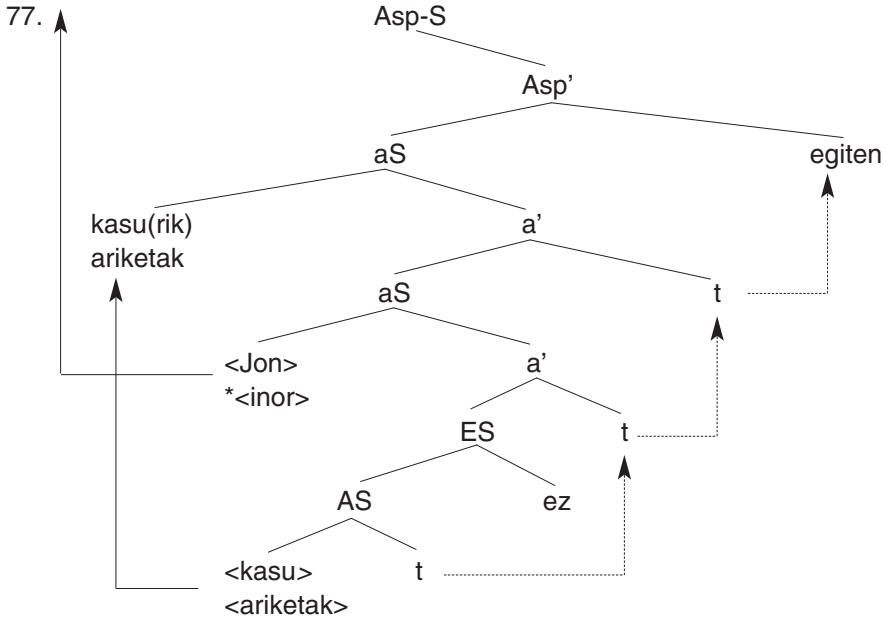 77.
Asp-S
Asp’
aS
egiten
kasu(rik)
ariketak
a’
aS
t
<Jon>
*<inor>
a’
ES
t
AS
ez
<kasu>
<ariketak>
t